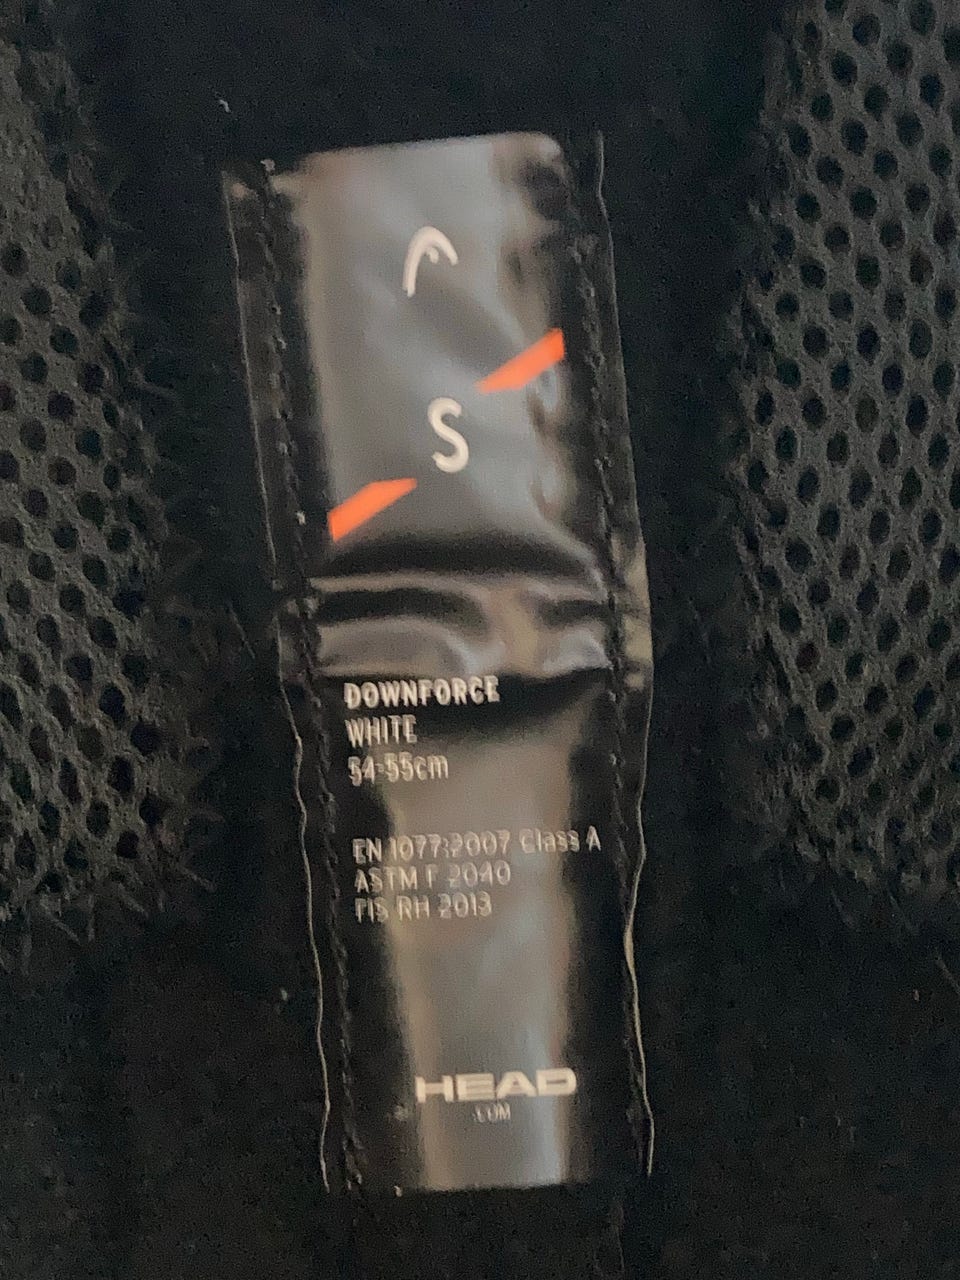 S
DOWNFORCE
WHITE
54-55cm
EN 1077:2007 Class A
ASTM F 2040
FIS RH 2013
HEAD
.COM